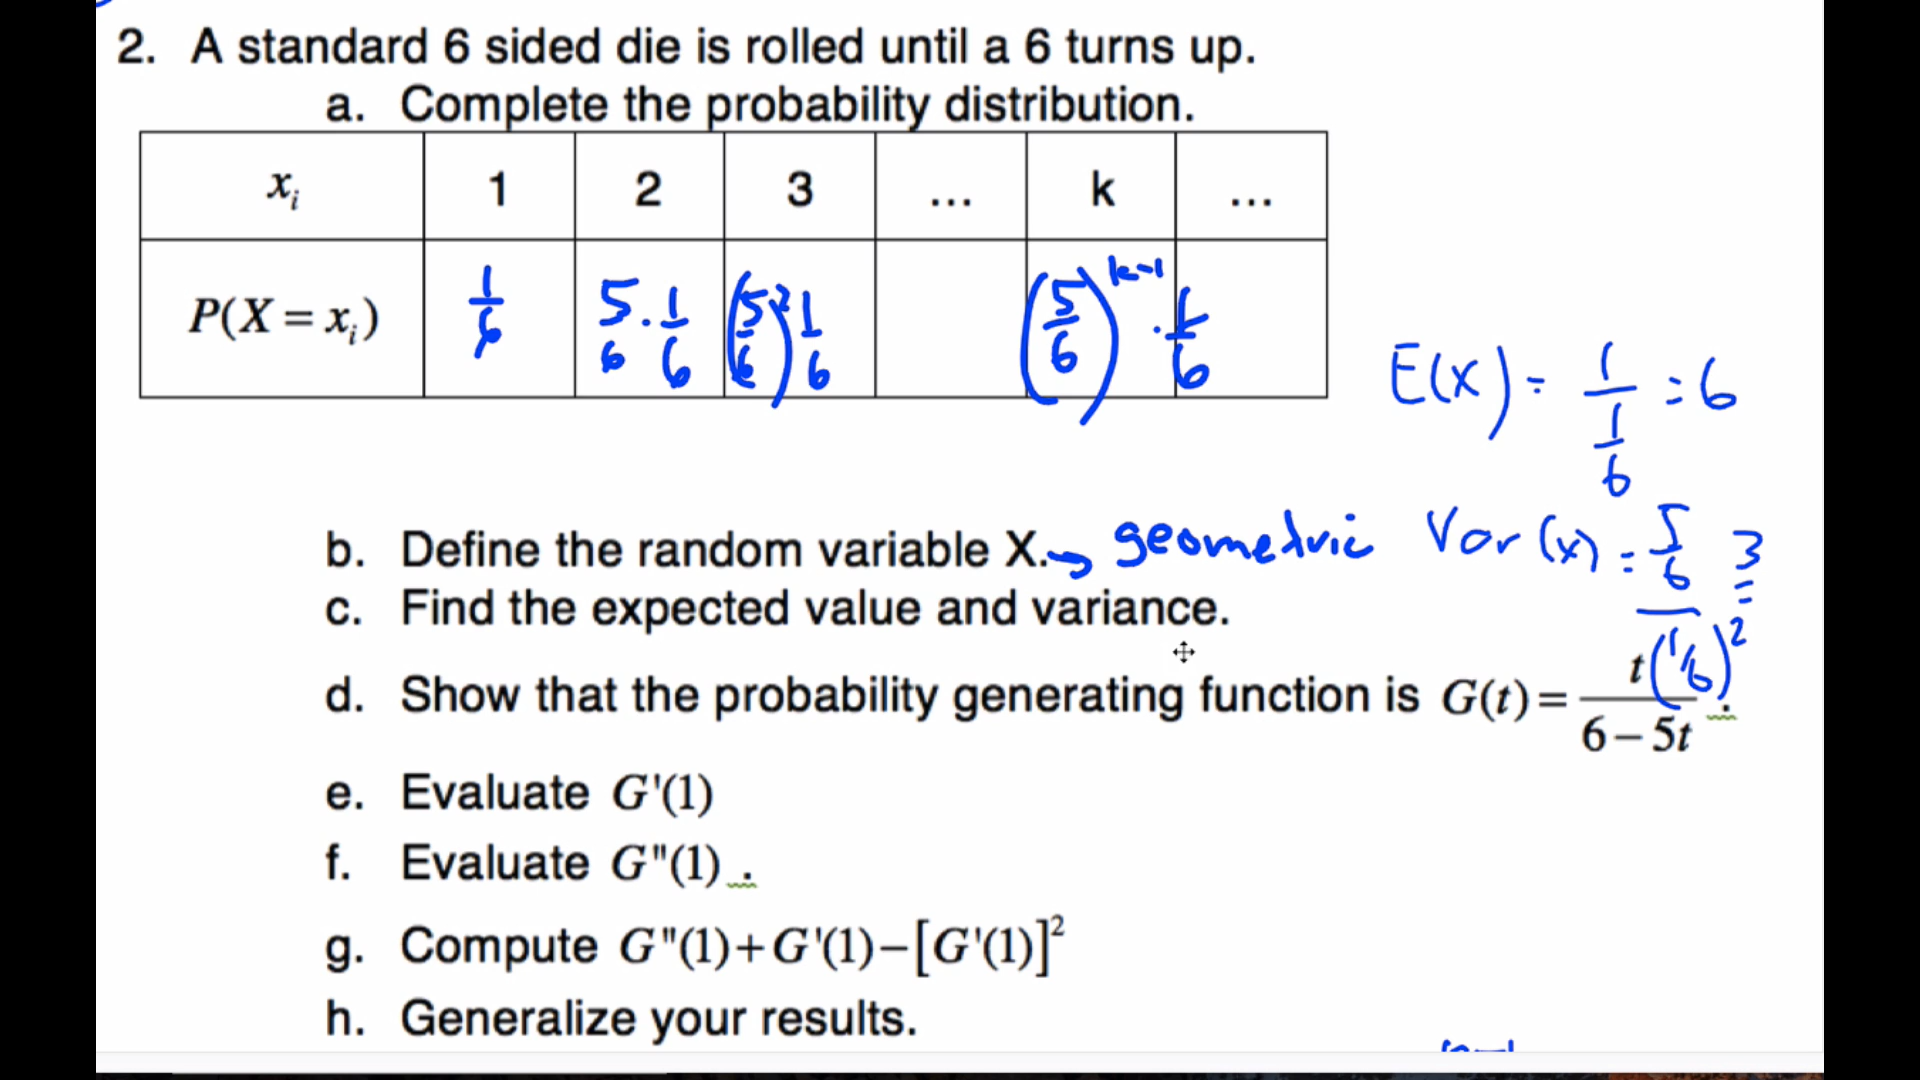 2. A standard 6 sided die is rolled until a 6 turns up.
a. Complete the probability distribution.
xᵢ 1 2 3 ... k ...
P(X = xᵢ) 1/6 5/6 · 1/6 (5/6)² 1/6 (5/6)^(k-1) · 1/6
E(X) = 1/(1/6) = 6
b. Define the random variable X. → geometric Var(x) = (5/6)/(1/6)²
c. Find the expected value and variance.
d. Show that the probability generating function is G(t) = t/(6 – 5t) .
e. Evaluate G'(1)
f. Evaluate G"(1) .
g. Compute G"(1)+G'(1)–[G'(1)]²
h. Generalize your results.